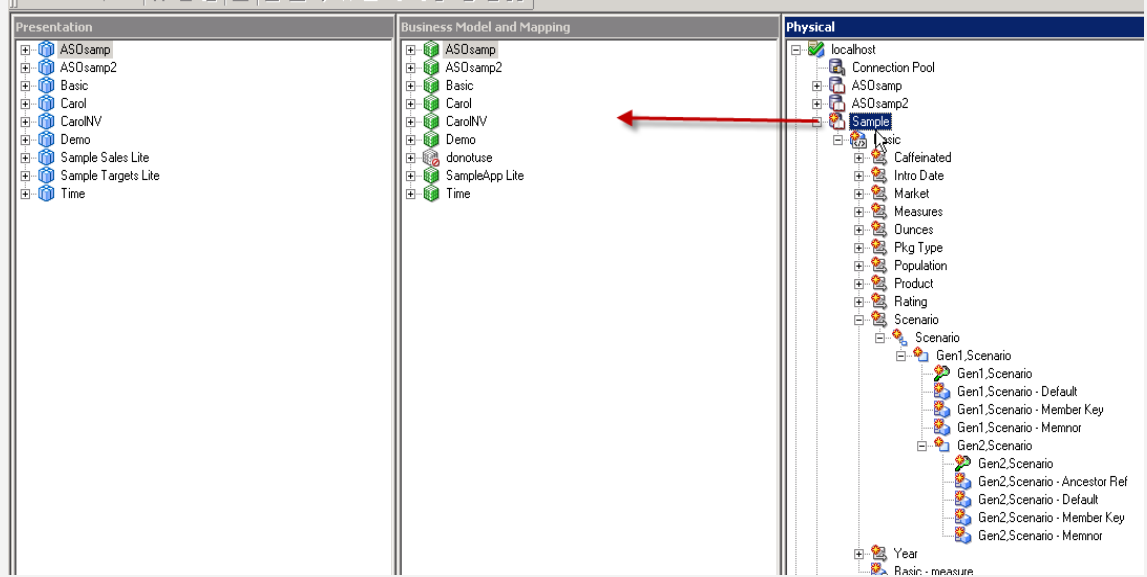 Presentation
ASOsamp
ASOsamp2
Basic
Carol
CarolNV
Demo
Sample Sales Lite
Sample Targets Lite
Time
Business Model and Mapping
ASOsamp
ASOsamp2
Basic
Carol
CarolNV
Demo
donotuse
SampleApp Lite
Time
Physical
localhost
Connection Pool
ASOsamp
ASOsamp2
Sample
Basic
Caffeinated
Intro Date
Market
Measures
Ounces
Pkg Type
Population
Product
Rating
Scenario
Scenario
Gen1,Scenario
Gen1,Scenario
Gen1,Scenario - Default
Gen1,Scenario - Member Key
Gen1,Scenario - Memnor
Gen2,Scenario
Gen2,Scenario
Gen2,Scenario - Ancestor Ref
Gen2,Scenario - Default
Gen2,Scenario - Member Key
Gen2,Scenario - Memnor
Year
Basic - measure